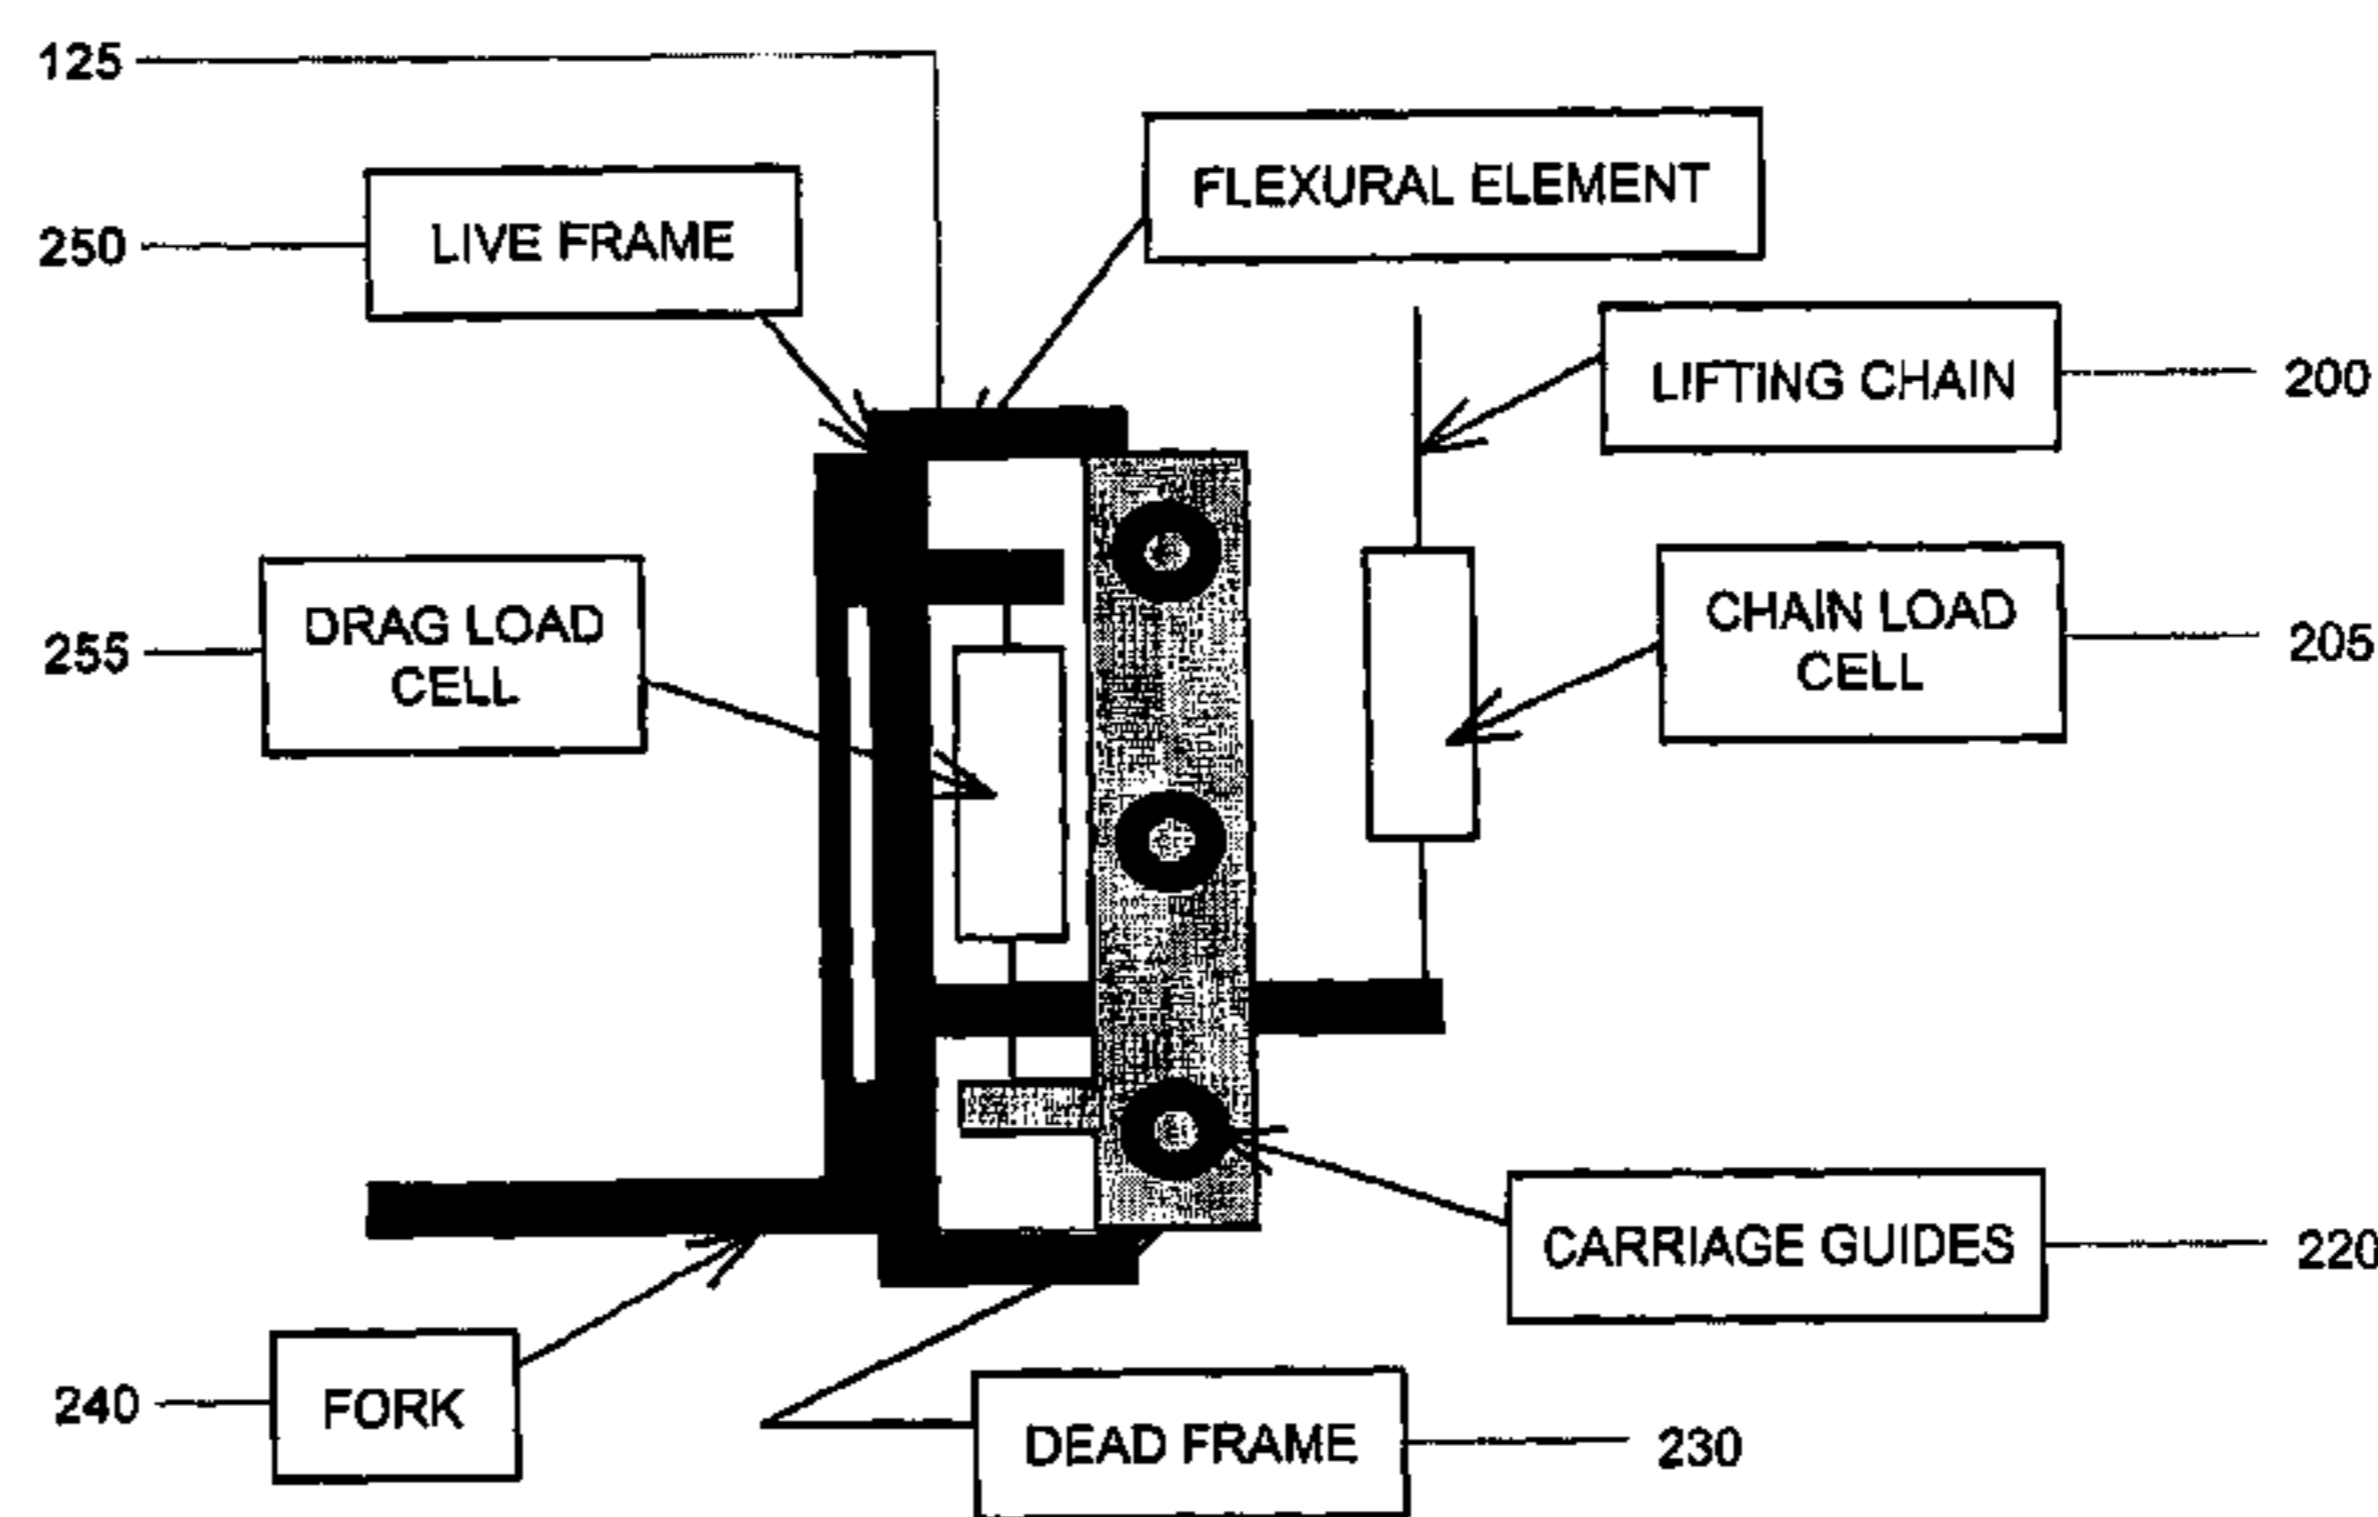 125
FLEXURAL ELEMENT
250
LIVE FRAME
LIFTING CHAIN
200
255
DRAG LOAD
CELL
CHAIN LOAD
CELL
205
CARRIAGE GUIDES
220
240
FORK
DEAD FRAME
230